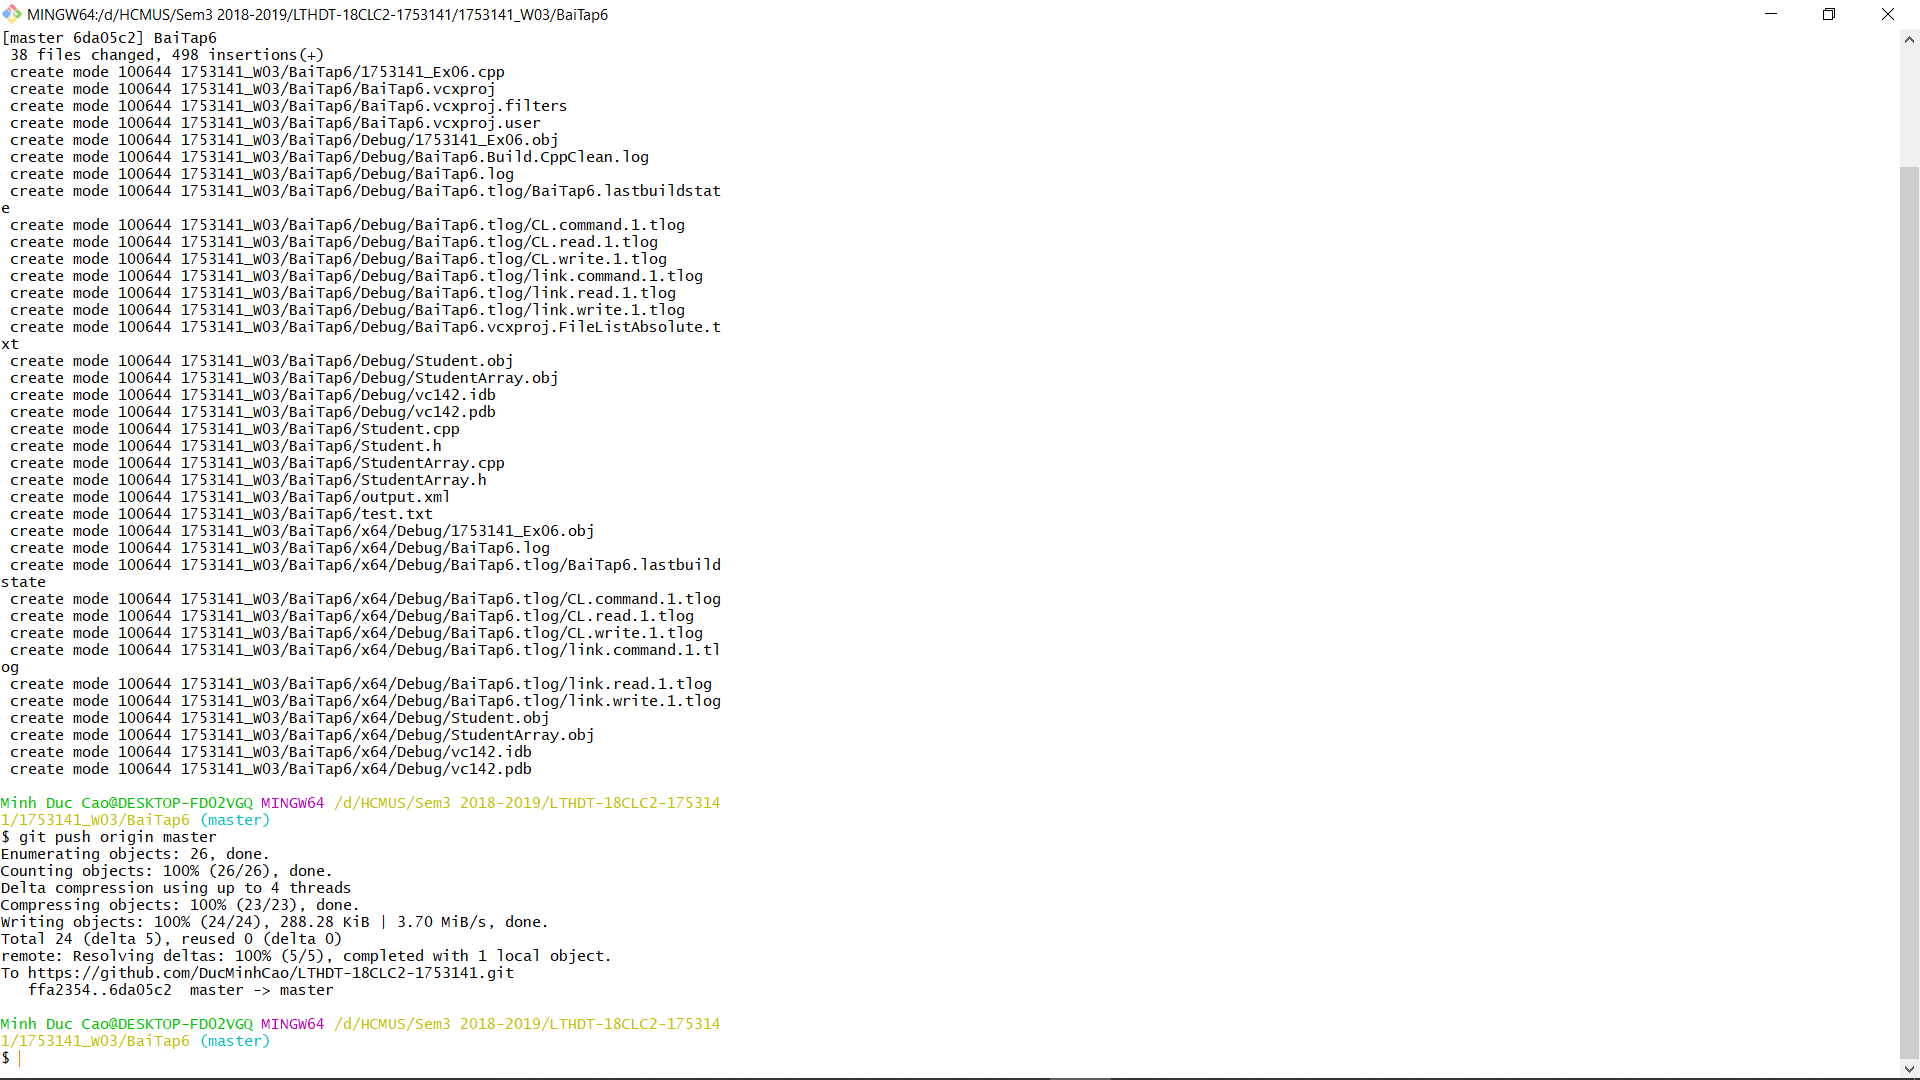 MINGW64:/d/HCMUS/Sem3 2018-2019/LTHDT-18CLC2-1753141/1753141_W03/BaiTap6
[master 6da05c2] BaiTap6
 38 files changed, 498 insertions(+)
 create mode 100644 1753141_W03/BaiTap6/1753141_Ex06.cpp
 create mode 100644 1753141_W03/BaiTap6/BaiTap6.vcxproj
 create mode 100644 1753141_W03/BaiTap6/BaiTap6.vcxproj.filters
 create mode 100644 1753141_W03/BaiTap6/BaiTap6.vcxproj.user
 create mode 100644 1753141_W03/BaiTap6/Debug/1753141_Ex06.obj
 create mode 100644 1753141_W03/BaiTap6/Debug/BaiTap6.Build.CppClean.log
 create mode 100644 1753141_W03/BaiTap6/Debug/BaiTap6.log
 create mode 100644 1753141_W03/BaiTap6/Debug/BaiTap6.tlog/BaiTap6.lastbuildstat
e
 create mode 100644 1753141_W03/BaiTap6/Debug/BaiTap6.tlog/CL.command.1.tlog
 create mode 100644 1753141_W03/BaiTap6/Debug/BaiTap6.tlog/CL.read.1.tlog
 create mode 100644 1753141_W03/BaiTap6/Debug/BaiTap6.tlog/CL.write.1.tlog
 create mode 100644 1753141_W03/BaiTap6/Debug/BaiTap6.tlog/link.command.1.tlog
 create mode 100644 1753141_W03/BaiTap6/Debug/BaiTap6.tlog/link.read.1.tlog
 create mode 100644 1753141_W03/BaiTap6/Debug/BaiTap6.tlog/link.write.1.tlog
 create mode 100644 1753141_W03/BaiTap6/Debug/BaiTap6.vcxproj.FileListAbsolute.t
xt
 create mode 100644 1753141_W03/BaiTap6/Debug/Student.obj
 create mode 100644 1753141_W03/BaiTap6/Debug/StudentArray.obj
 create mode 100644 1753141_W03/BaiTap6/Debug/vc142.idb
 create mode 100644 1753141_W03/BaiTap6/Debug/vc142.pdb
 create mode 100644 1753141_W03/BaiTap6/Student.cpp
 create mode 100644 1753141_W03/BaiTap6/Student.h
 create mode 100644 1753141_W03/BaiTap6/StudentArray.cpp
 create mode 100644 1753141_W03/BaiTap6/StudentArray.h
 create mode 100644 1753141_W03/BaiTap6/output.xml
 create mode 100644 1753141_W03/BaiTap6/test.txt
 create mode 100644 1753141_W03/BaiTap6/x64/Debug/1753141_Ex06.obj
 create mode 100644 1753141_W03/BaiTap6/x64/Debug/BaiTap6.log
 create mode 100644 1753141_W03/BaiTap6/x64/Debug/BaiTap6.tlog/BaiTap6.lastbuild
state
 create mode 100644 1753141_W03/BaiTap6/x64/Debug/BaiTap6.tlog/CL.command.1.tlog
 create mode 100644 1753141_W03/BaiTap6/x64/Debug/BaiTap6.tlog/CL.read.1.tlog
 create mode 100644 1753141_W03/BaiTap6/x64/Debug/BaiTap6.tlog/CL.write.1.tlog
 create mode 100644 1753141_W03/BaiTap6/x64/Debug/BaiTap6.tlog/link.command.1.tl
og
 create mode 100644 1753141_W03/BaiTap6/x64/Debug/BaiTap6.tlog/link.read.1.tlog
 create mode 100644 1753141_W03/BaiTap6/x64/Debug/BaiTap6.tlog/link.write.1.tlog
 create mode 100644 1753141_W03/BaiTap6/x64/Debug/Student.obj
 create mode 100644 1753141_W03/BaiTap6/x64/Debug/StudentArray.obj
 create mode 100644 1753141_W03/BaiTap6/x64/Debug/vc142.idb
 create mode 100644 1753141_W03/BaiTap6/x64/Debug/vc142.pdb
Minh Duc Cao@DESKTOP-FD02VGQ MINGW64 /d/HCMUS/Sem3 2018-2019/LTHDT-18CLC2-175314
1/1753141_W03/BaiTap6 (master)
$ git push origin master
Enumerating objects: 26, done.
Counting objects: 100% (26/26), done.
Delta compression using up to 4 threads
Compressing objects: 100% (23/23), done.
Writing objects: 100% (24/24), 288.28 KiB | 3.70 MiB/s, done.
Total 24 (delta 5), reused 0 (delta 0)
remote: Resolving deltas: 100% (5/5), completed with 1 local object.
To https://github.com/DucMinhCao/LTHDT-18CLC2-1753141.git
   ffa2354..6da05c2  master -> master
Minh Duc Cao@DESKTOP-FD02VGQ MINGW64 /d/HCMUS/Sem3 2018-2019/LTHDT-18CLC2-175314
1/1753141_W03/BaiTap6 (master)
$